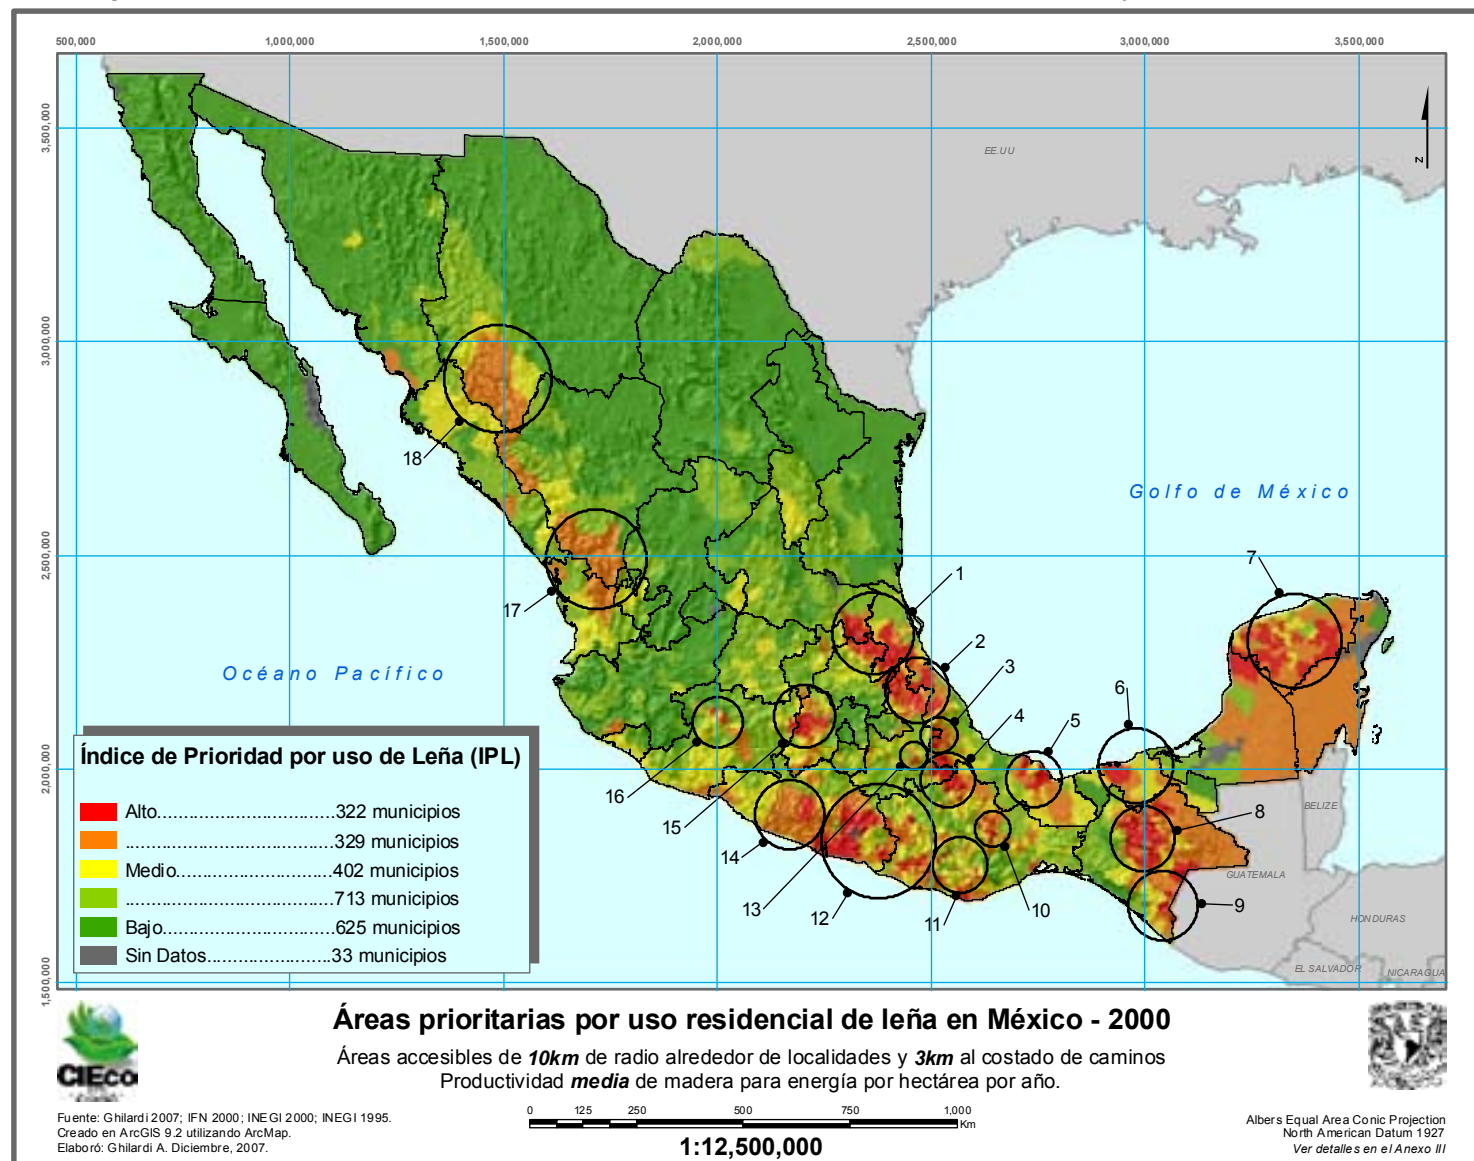 500,000 1,000,000 1,500,000 2,000,000 2,500,000 3,000,000 3,500,000
3,500,000
3,000,000
2,500,000
2,000,000
1,500,000
N
EE.UU
Golfo de México
Océano Pacífico
BELIZE
GUATEMALA
HONDURAS
EL SALVADOR
NICARAGUA
1
2
3
4
5
6
7
8
9
10
11
12
13
14
15
16
17
18
Índice de Prioridad por uso de Leña (IPL)
Alto..................................322 municipios
........................................329 municipios
Medio.................................402 municipios
........................................713 municipios
Bajo.................................625 municipios
Sin Datos........................33 municipios
CIEco
Áreas prioritarias por uso residencial de leña en México - 2000
Áreas accesibles de 10km de radio alrededor de localidades y 3km al costado de caminos
Productividad media de madera para energía por hectárea por año.
Fuente: Ghilardi 2007; IFN 2000; INEGI 2000; INEGI 1995.
Creado en ArcGIS 9.2 utilizando ArcMap.
Elaboró: Ghilardi A. Diciembre, 2007.
0 125 250 500 750 1,000
Km
1:12,500,000
Albers Equal Area Conic Projection
North American Datum 1927
Ver detalles en el Anexo III